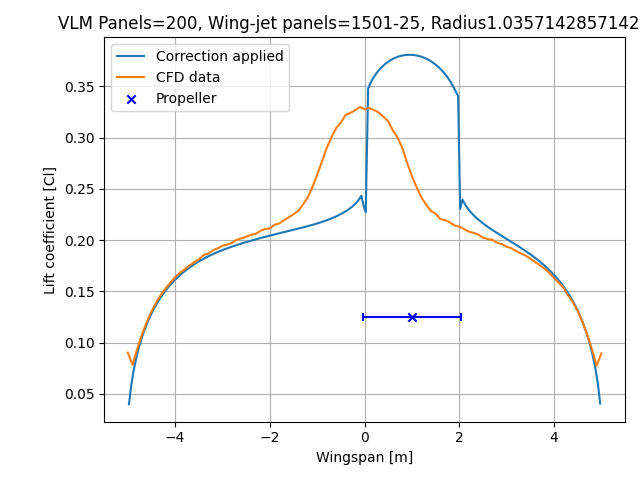 VLM Panels=200, Wing-jet panels=1501-25, Radius1.0357142857142
Correction applied
CFD data
Propeller
Lift coefficient [Cl]
0.35
0.30
0.25
0.20
0.15
0.10
0.05
−4
−2
0
2
4
Wingspan [m]